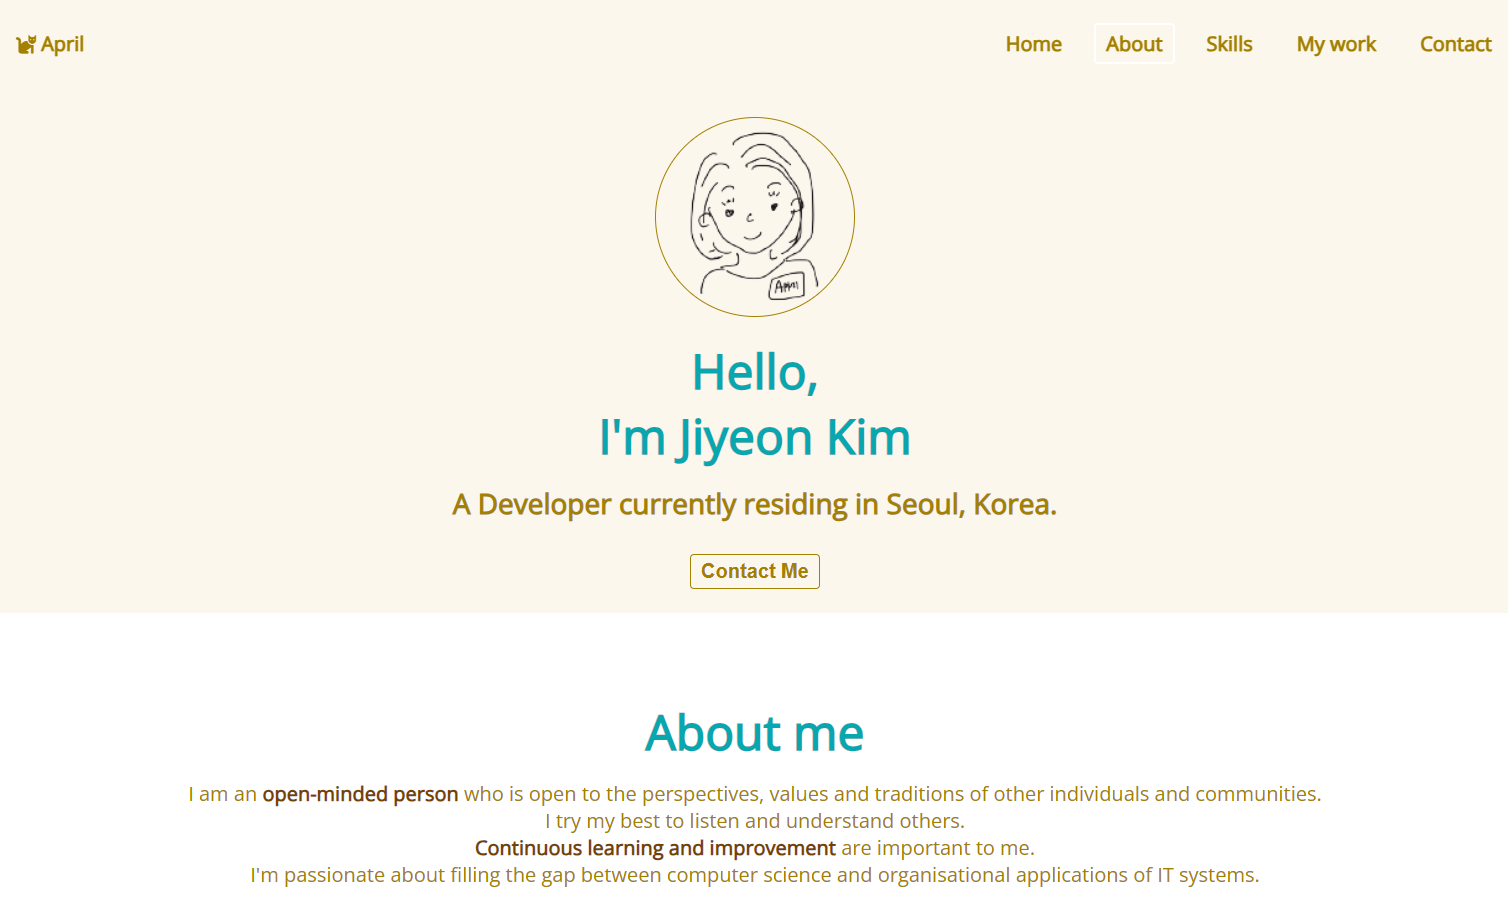 April
Home
About
Skills
My work
Contact
April
Hello,
I'm Jiyeon Kim
A Developer currently residing in Seoul, Korea.
Contact Me
About me
I am an open-minded person who is open to the perspectives, values and traditions of other individuals and communities.
I try my best to listen and understand others.
Continuous learning and improvement are important to me.
I'm passionate about filling the gap between computer science and organisational applications of IT systems.